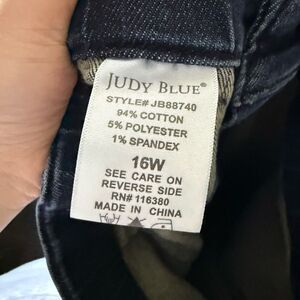 JUDY BLUE®
STYLE# JB88740
94% COTTON
5% POLYESTER
1% SPANDEX
16W
SEE CARE ON
REVERSE SIDE
RN# 116380
MADE IN CHINA